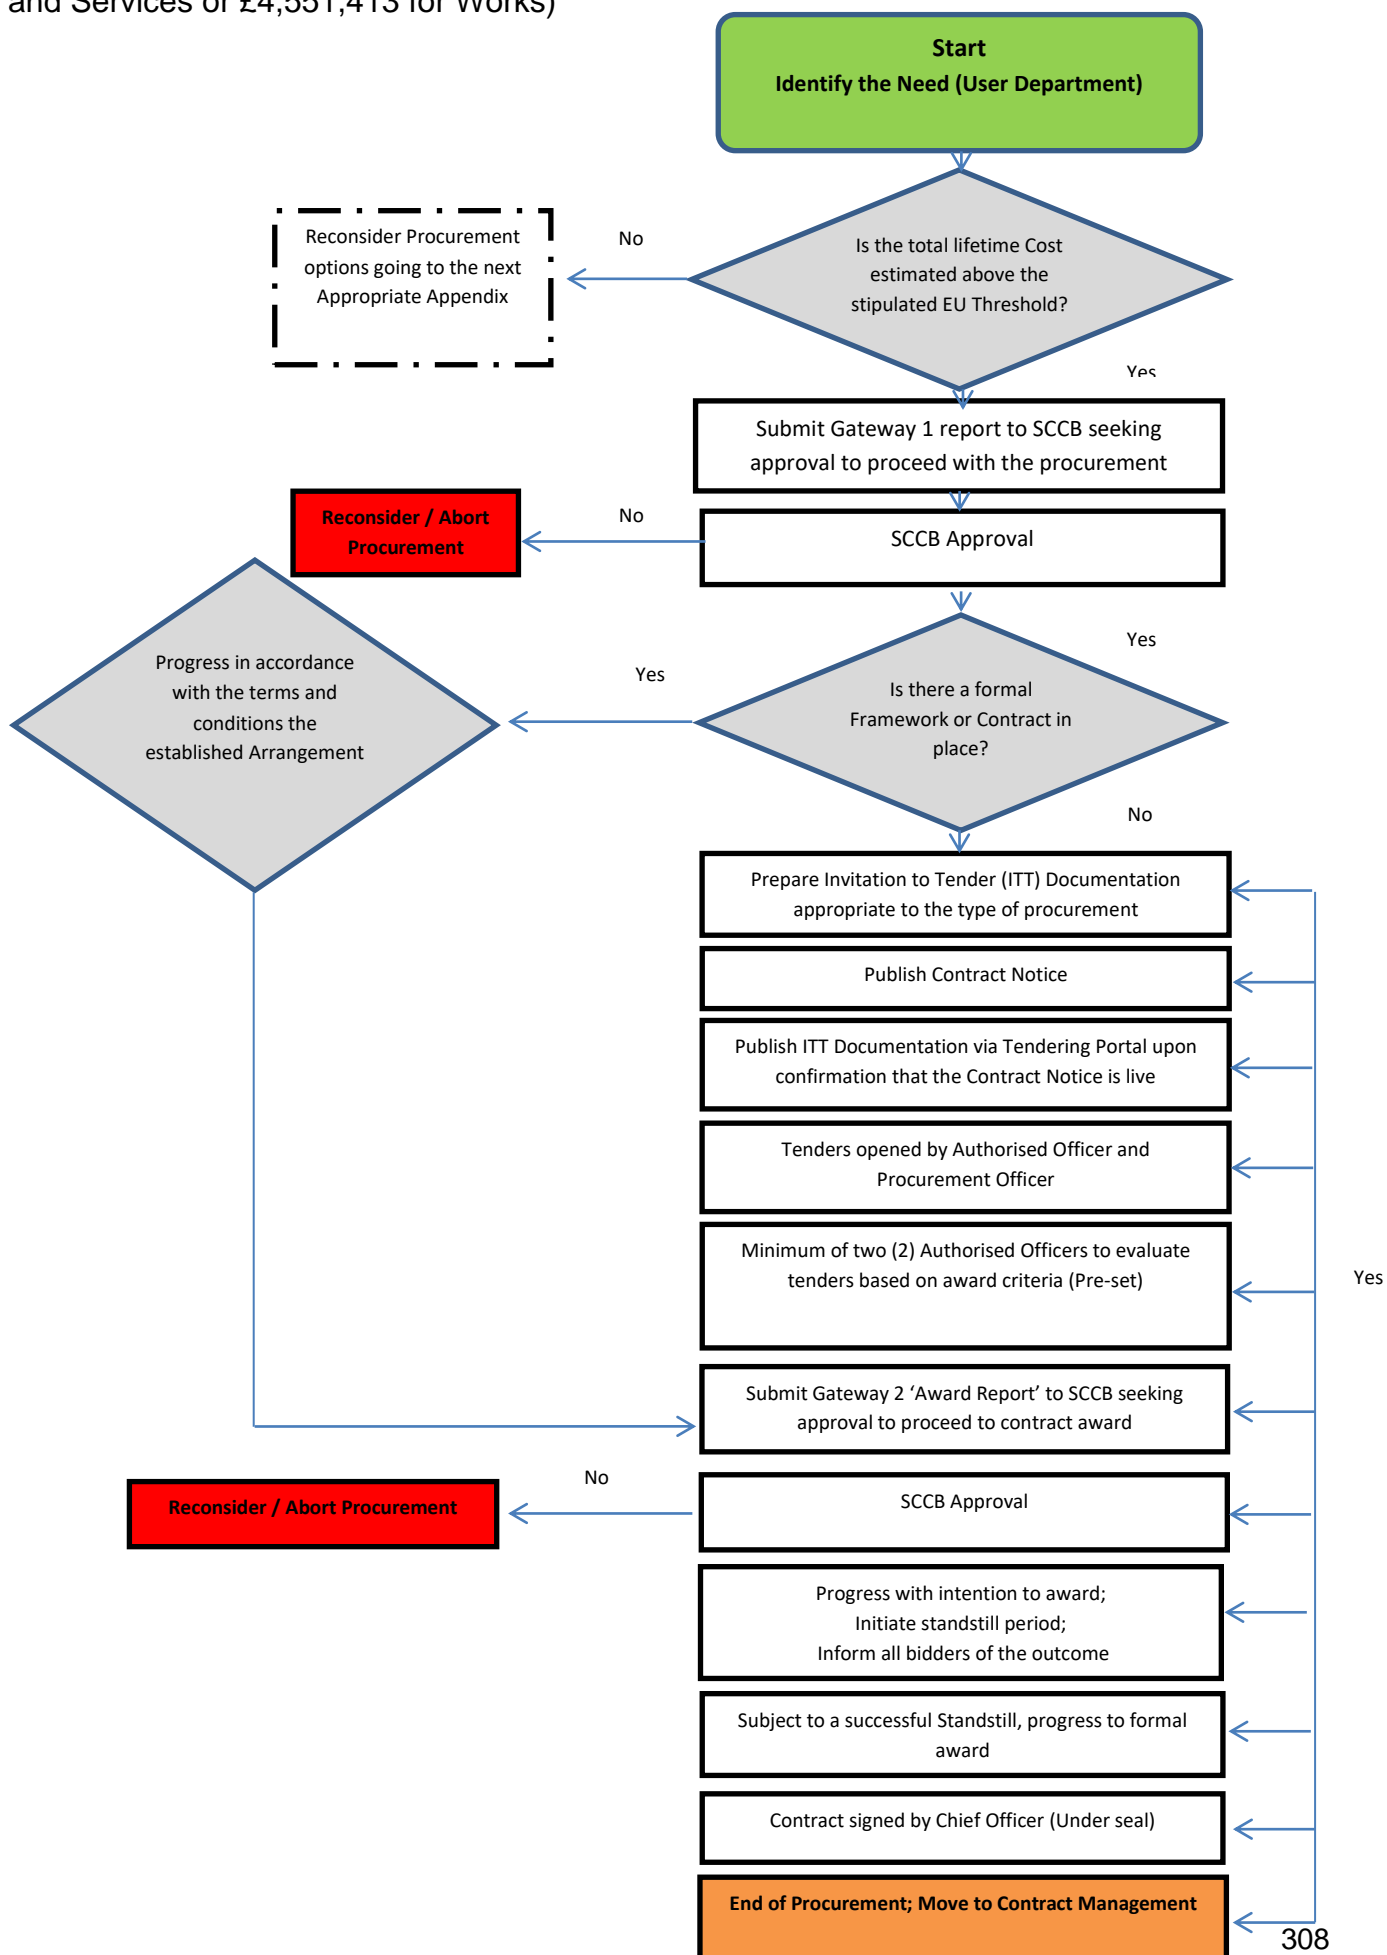 and Services or £4,551,413 for Works)
Start
Identify the Need (User Department)
Is the total lifetime Cost
estimated above the
stipulated EU Threshold?
No
Reconsider Procurement
options going to the next
Appropriate Appendix
Yes
Submit Gateway 1 report to SCCB seeking
approval to proceed with the procurement
SCCB Approval
No
Reconsider / Abort
Procurement
Yes
Is there a formal
Framework or Contract in
place?
Yes
Progress in accordance
with the terms and
conditions the
established Arrangement
No
Prepare Invitation to Tender (ITT) Documentation
appropriate to the type of procurement
Publish Contract Notice
Publish ITT Documentation via Tendering Portal upon
confirmation that the Contract Notice is live
Tenders opened by Authorised Officer and
Procurement Officer
Minimum of two (2) Authorised Officers to evaluate
tenders based on award criteria (Pre-set)
Yes
Submit Gateway 2 ‘Award Report’ to SCCB seeking
approval to proceed to contract award
SCCB Approval
No
Reconsider / Abort Procurement
Progress with intention to award;
Initiate standstill period;
Inform all bidders of the outcome
Subject to a successful Standstill, progress to formal
award
Contract signed by Chief Officer (Under seal)
End of Procurement; Move to Contract Management
308